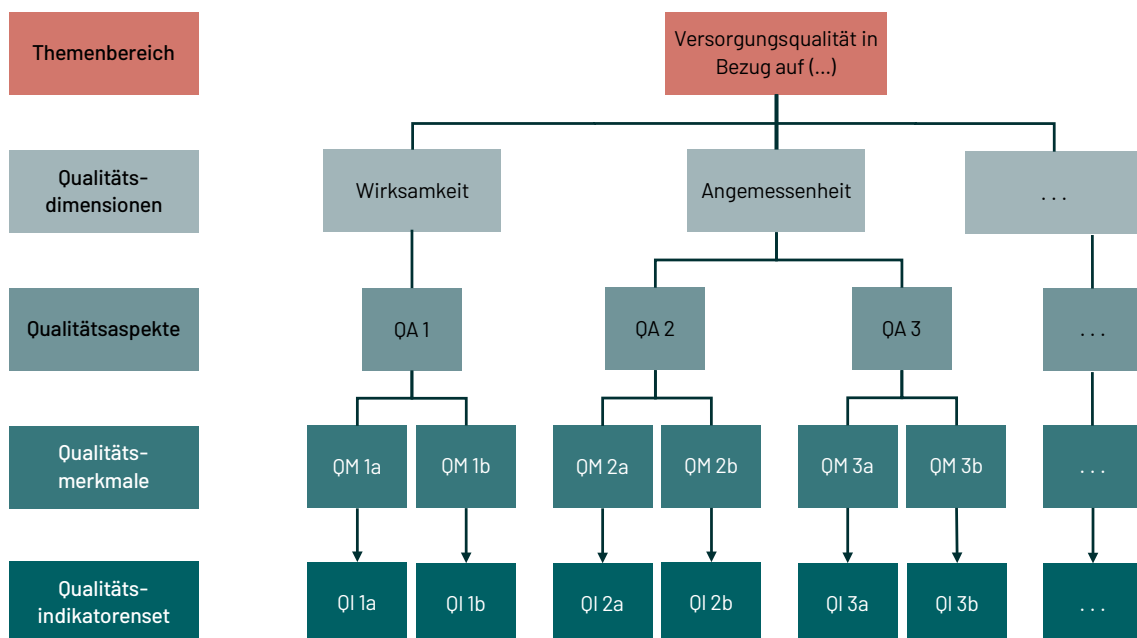 Themenbereich
Versorgungsqualität in
Bezug auf (...)
Qualitäts-
dimensionen
Wirksamkeit
Angemessenheit
. . .
Qualitätsaspekte
QA 1
QA 2
QA 3
. . .
Qualitäts-
merkmale
QM 1a
QM 1b
QM 2a
QM 2b
QM 3a
QM 3b
. . .
Qualitäts-
indikatorenset
QI 1a
QI 1b
QI 2a
QI 2b
QI 3a
QI 3b
. . .